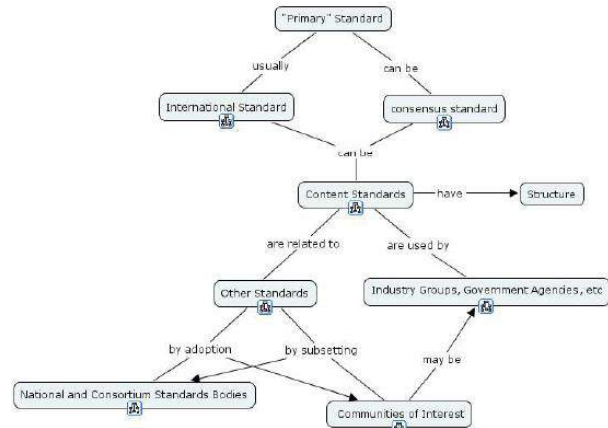 "Primary" Standard
usually
can be
International Standard
consensus standard
can be
Content Standards
have
Structure
are related to
are used by
Other Standards
Industry Groups, Government Agencies, etc
by adoption
by subsetting
may be
National and Consortium Standards Bodies
Communities of Interest